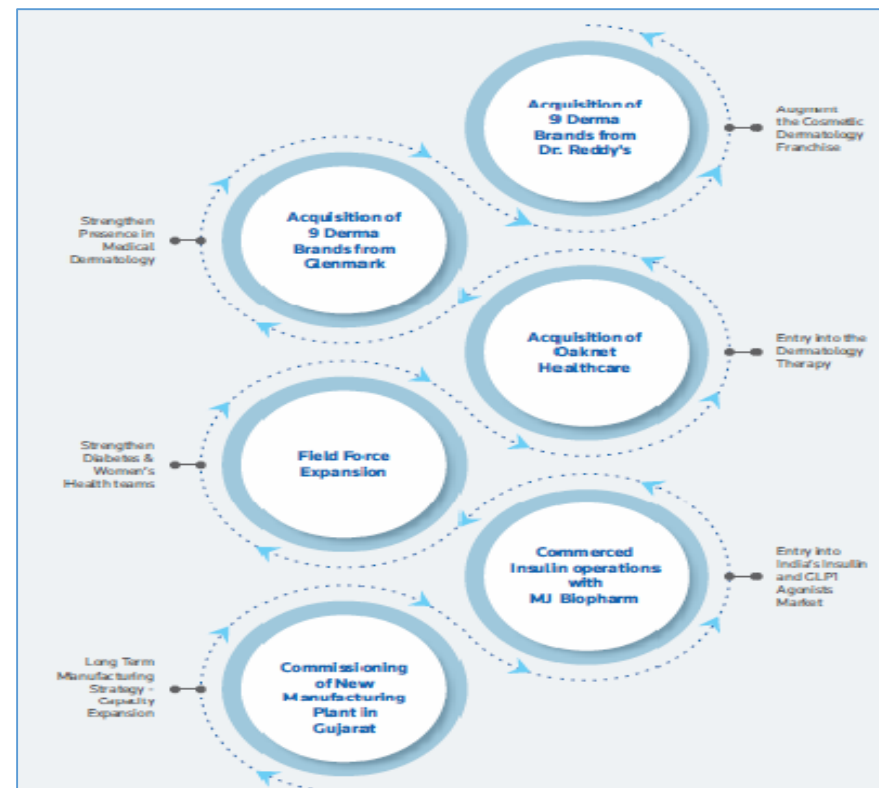 Acquisition of
9 Derma
Brands from
Dr. Reddy's
Augment
the Cosmetic
Dermatology
Franchise
Strengthen
Presence in
Medical
Dermatology
Acquisition of
9 Derma
Brands from
Glenmark
Acquisition of
Oaknet
Healthcare
Entry into the
Dermatology
Therapy
Strengthen
Diabetes &
Women's
Health teams
Field Force
Expansion
Commerced
Insulin operations
with
MJ Biopharm
Entry into
India's Insulin
and GLP1
Agonists
Market
Long Term
Manufacturing
Strategy -
Capacity
Expansion
Commissioning
of New
Manufacturing
Plant in
Gujarat